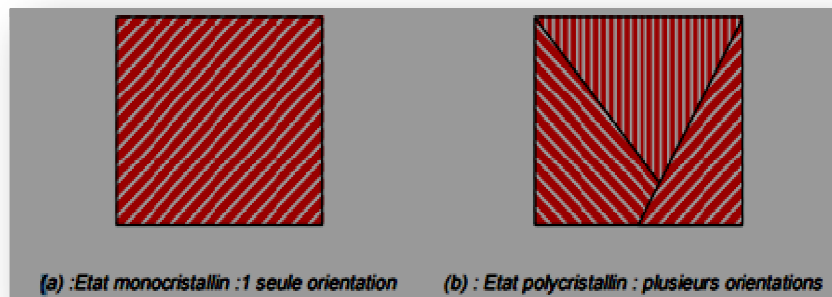 (a) :Etat monocristallin :1 seule orientation
(b) : Etat polycristallin : plusieurs orientations